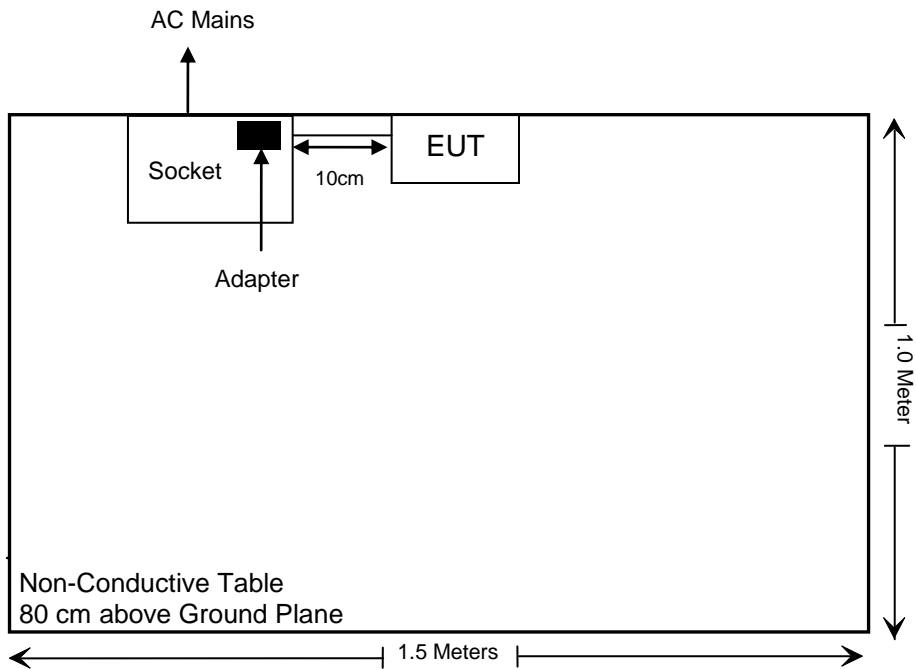 AC Mains
Socket
EUT
10cm
Adapter
1.0 Meter
Non-Conductive Table
80 cm above Ground Plane
1.5 Meters